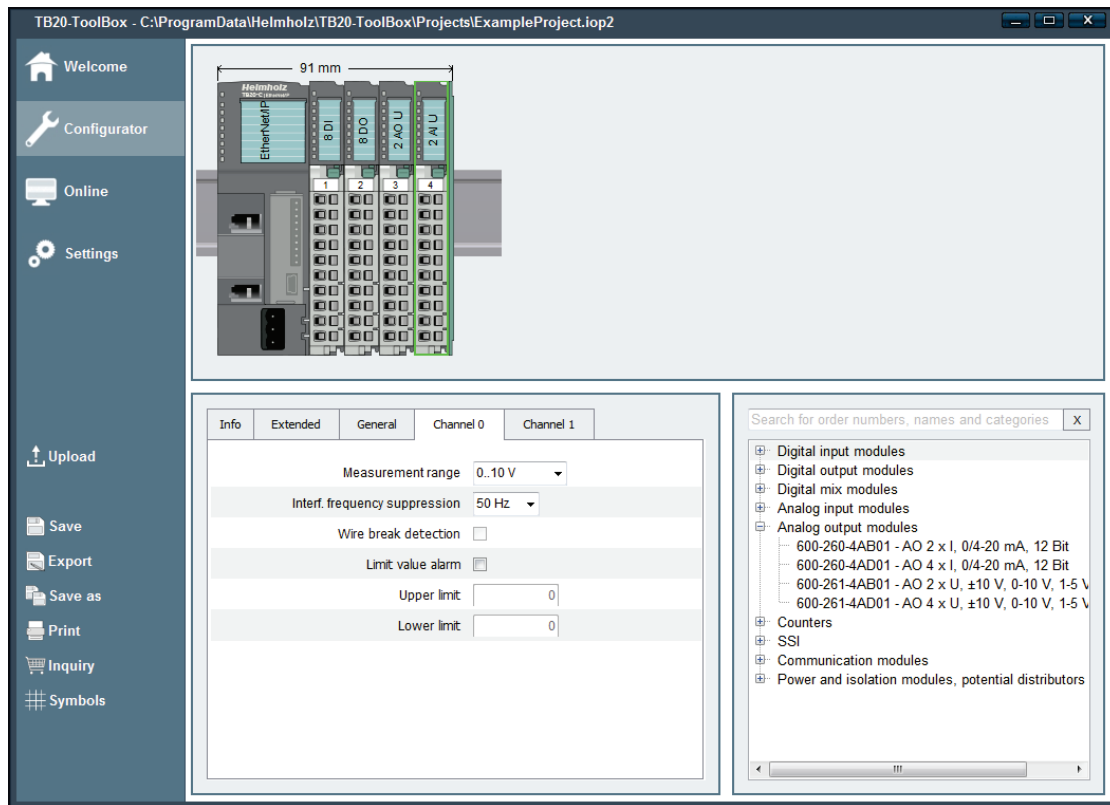 TB20-ToolBox - C:\ProgramData\Helmholz\TB20-ToolBox\Projects\ExampleProject.iop2
X
Welcome
Configurator
Online
Settings
Upload
Save
Export
Save as
Print
Inquiry
Symbols
91 mm
Helmholz
EtherNet/IP
8 DI
8 DO
2 AO U
2 AI U
1 2 3 4
Info Extended General Channel 0 Channel 1
Measurement range 0..10 V
Interf. frequency suppression 50 Hz
Wire break detection
Limit value alarm
Upper limit 0
Lower limit 0
Search for order numbers, names and categories X
Digital input modules
Digital output modules
Digital mix modules
Analog input modules
Analog output modules
600-260-4AB01 - AO 2 x I, 0/4-20 mA, 12 Bit
600-260-4AD01 - AO 4 x I, 0/4-20 mA, 12 Bit
600-261-4AB01 - AO 2 x U, ±10 V, 0-10 V, 1-5 V
600-261-4AD01 - AO 4 x U, ±10 V, 0-10 V, 1-5 V
Counters
SSI
Communication modules
Power and isolation modules, potential distributors